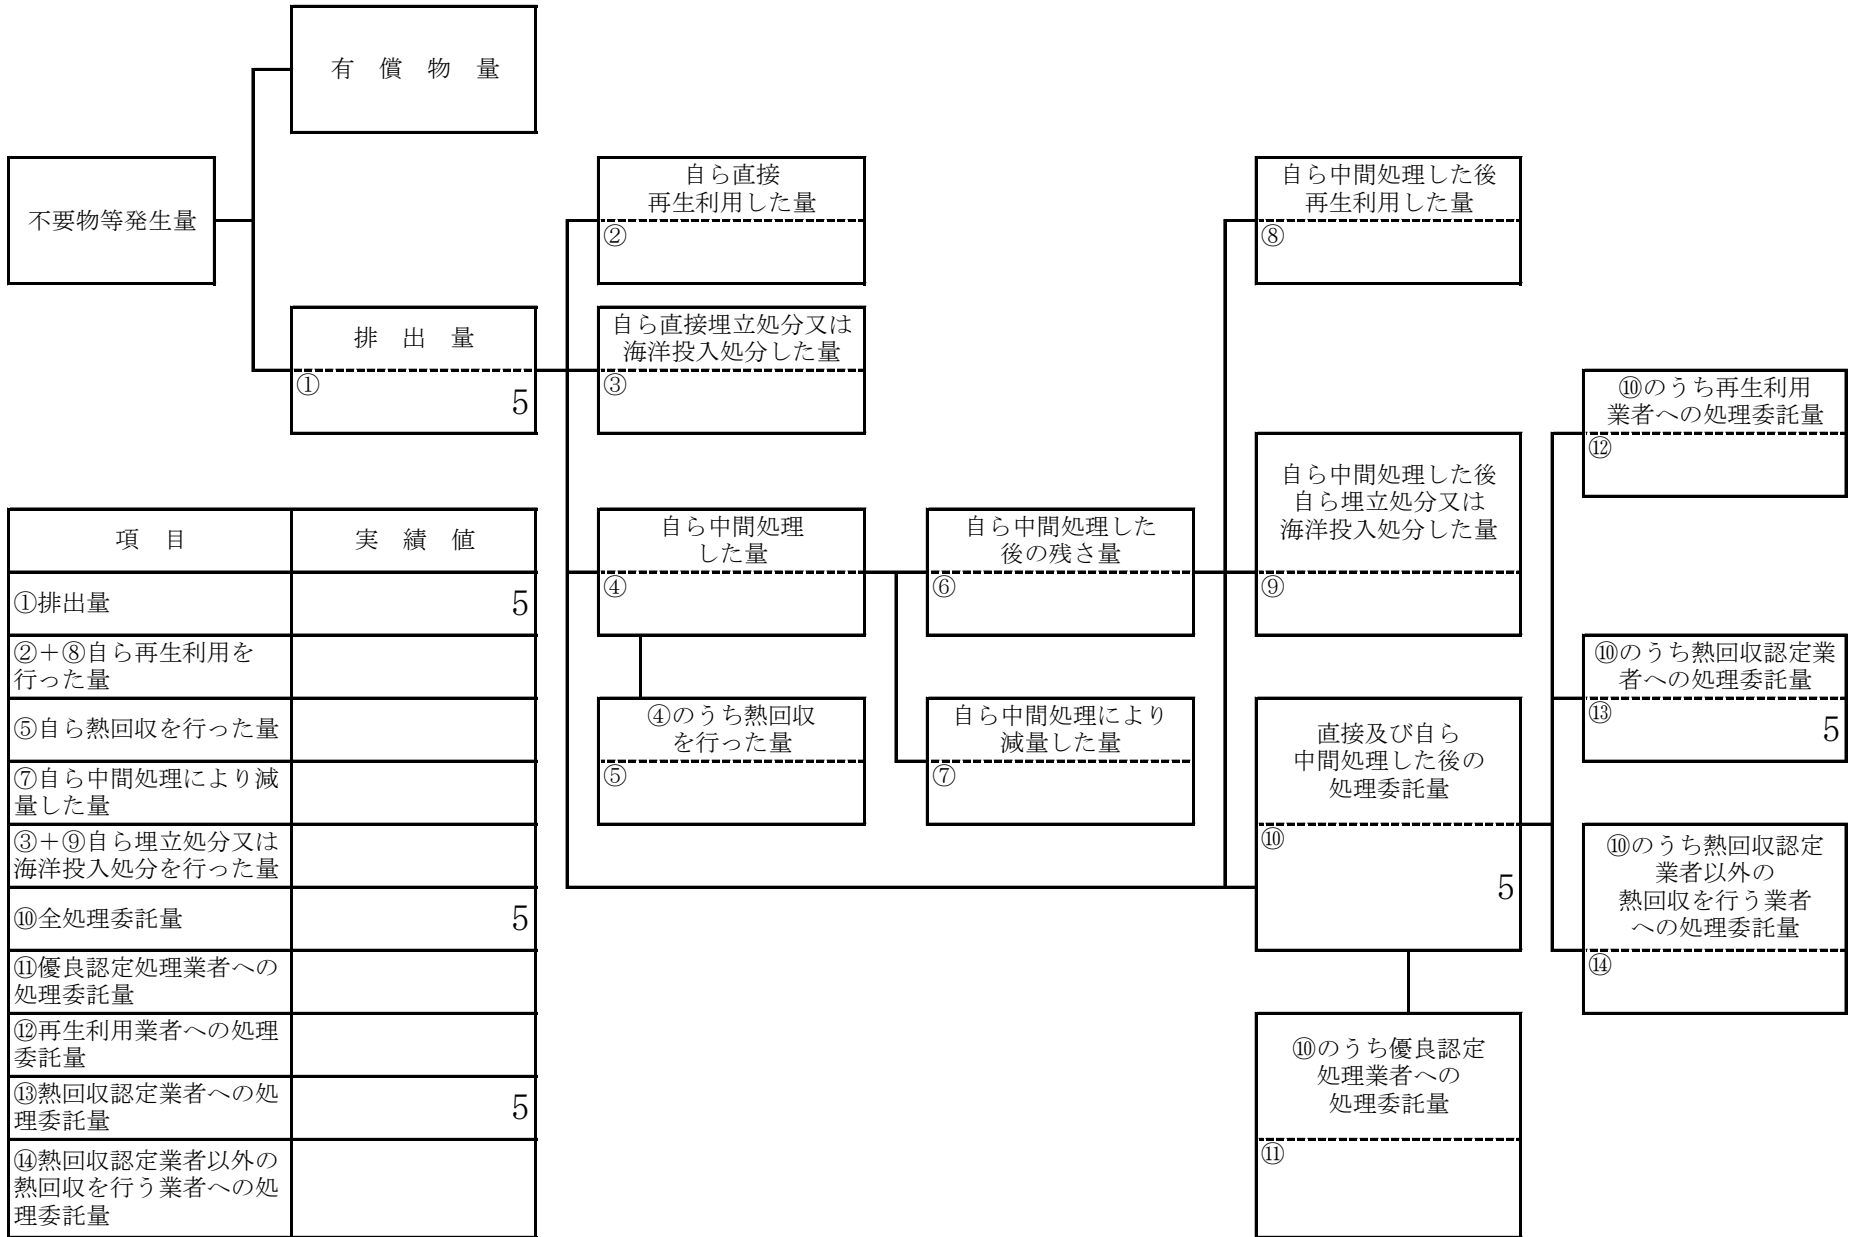 有　償　物　量
不要物等発生量
排　出　量
①
5
自ら直接
再生利用した量
②
自ら直接埋立処分又は
海洋投入処分した量
③
自ら中間処理
した量
④
④のうち熱回収
を行った量
⑤
自ら中間処理した
後の残さ量
⑥
自ら中間処理により
減量した量
⑦
自ら中間処理した後
再生利用した量
⑧
自ら中間処理した後
自ら埋立処分又は
海洋投入処分した量
⑨
直接及び自ら
中間処理した後の
処理委託量
⑩
5
⑩のうち優良認定
処理業者への
処理委託量
⑪
⑩のうち再生利用
業者への処理委託量
⑫
⑩のうち熱回収認定業
者への処理委託量
⑬
5
⑩のうち熱回収認定
業者以外の
熱回収を行う業者
への処理委託量
⑭
項　目	実　績　値
①排出量	5
②＋⑧自ら再生利用を
行った量
⑤自ら熱回収を行った量
⑦自ら中間処理により減
量した量
③＋⑨自ら埋立処分又は
海洋投入処分を行った量
⑩全処理委託量	5
⑪優良認定処理業者への
処理委託量
⑫再生利用業者への処理
委託量
⑬熱回収認定業者への処
理委託量	5
⑭熱回収認定業者以外の
熱回収を行う業者への処
理委託量